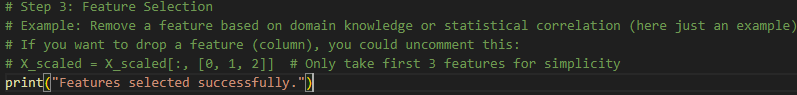 # Step 3: Feature Selection
# Example: Remove a feature based on domain knowledge or statistical correlation (here just an example)
# If you want to drop a feature (column), you could uncomment this:
# X_scaled = X_scaled[:, [0, 1, 2]]  # Only take first 3 features for simplicity
print("Features selected successfully.")